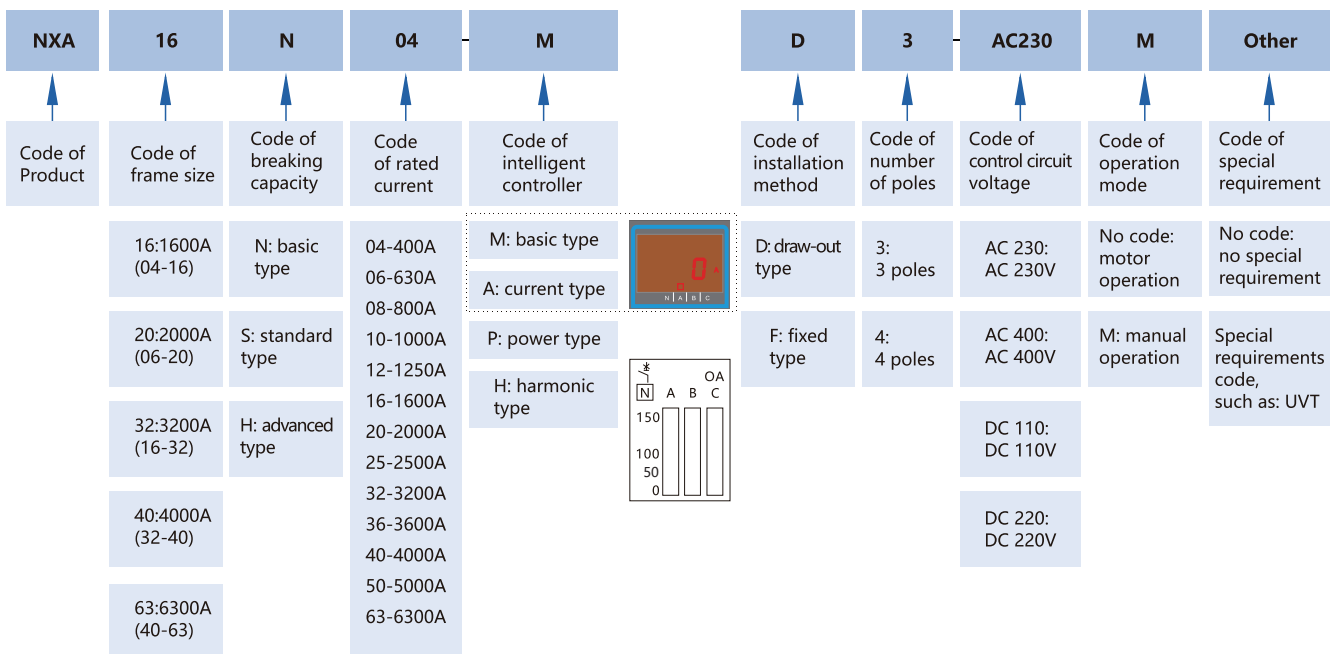 NXA
16
N
04
-
M
D
3
-
AC230
M
Other
Code of
Product
Code of
frame size
Code of
breaking
capacity
Code
of rated
current
Code of
intelligent
controller
Code of
installation
method
Code of
number
of poles
Code of
control circuit
voltage
Code of
operation
mode
Code of
special
requirement
16:1600A
(04-16)
20:2000A
(06-20)
32:3200A
(16-32)
40:4000A
(32-40)
63:6300A
(40-63)
N: basic
type
S: standard
type
H: advanced
type
04-400A
06-630A
08-800A
10-1000A
12-1250A
16-1600A
20-2000A
25-2500A
32-3200A
36-3600A
40-4000A
50-5000A
63-6300A
M: basic type
A: current type
P: power type
H: harmonic
type
0 A
N A B C
OA
N A B C
150
100
50
0
D: draw-out
type
F: fixed
type
3:
3 poles
4:
4 poles
AC 230:
AC 230V
AC 400:
AC 400V
DC 110:
DC 110V
DC 220:
DC 220V
No code:
motor
operation
M: manual
operation
No code:
no special
requirement
Special
requirements
code,
such as: UVT